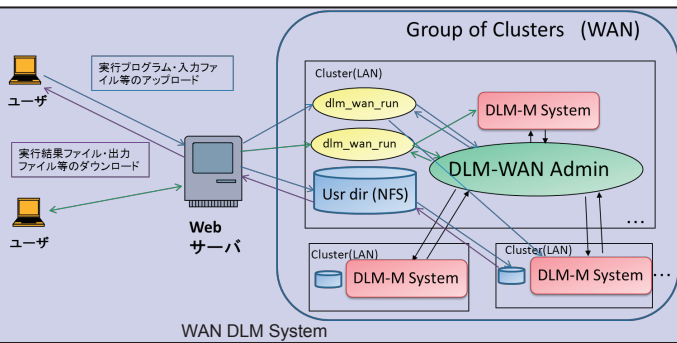 Group of Clusters (WAN)
実行プログラム・入力ファ
イル等のアップロード
ユーザ
Cluster(LAN)
dlm_wan_run
DLM-M System
dlm_wan_run
実行結果ファイル・出力
ファイル等のダウンロード
DLM-WAN Admin
Usr dir (NFS)
ユーザ
Web
サーバ
...
Cluster(LAN)
DLM-M System
Cluster(LAN)
DLM-M System
...
WAN DLM System